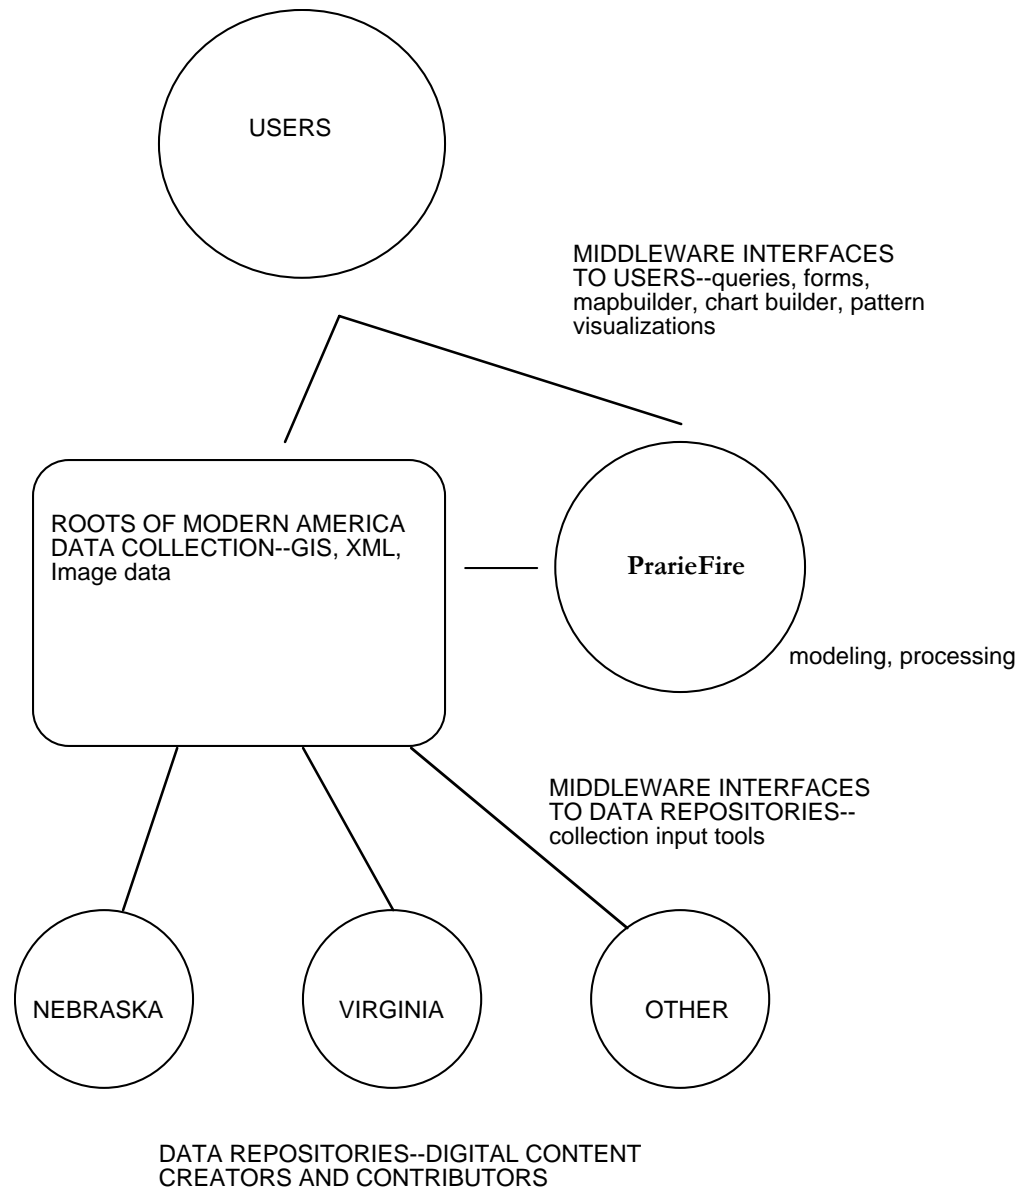 USERS
MIDDLEWARE INTERFACES
TO USERS--queries, forms,
mapbuilder, chart builder, pattern
visualizations
ROOTS OF MODERN AMERICA
DATA COLLECTION--GIS, XML,
Image data
PrarieFire
modeling, processing
MIDDLEWARE INTERFACES
TO DATA REPOSITORIES--
collection input tools
NEBRASKA
VIRGINIA
OTHER
DATA REPOSITORIES--DIGITAL CONTENT
CREATORS AND CONTRIBUTORS